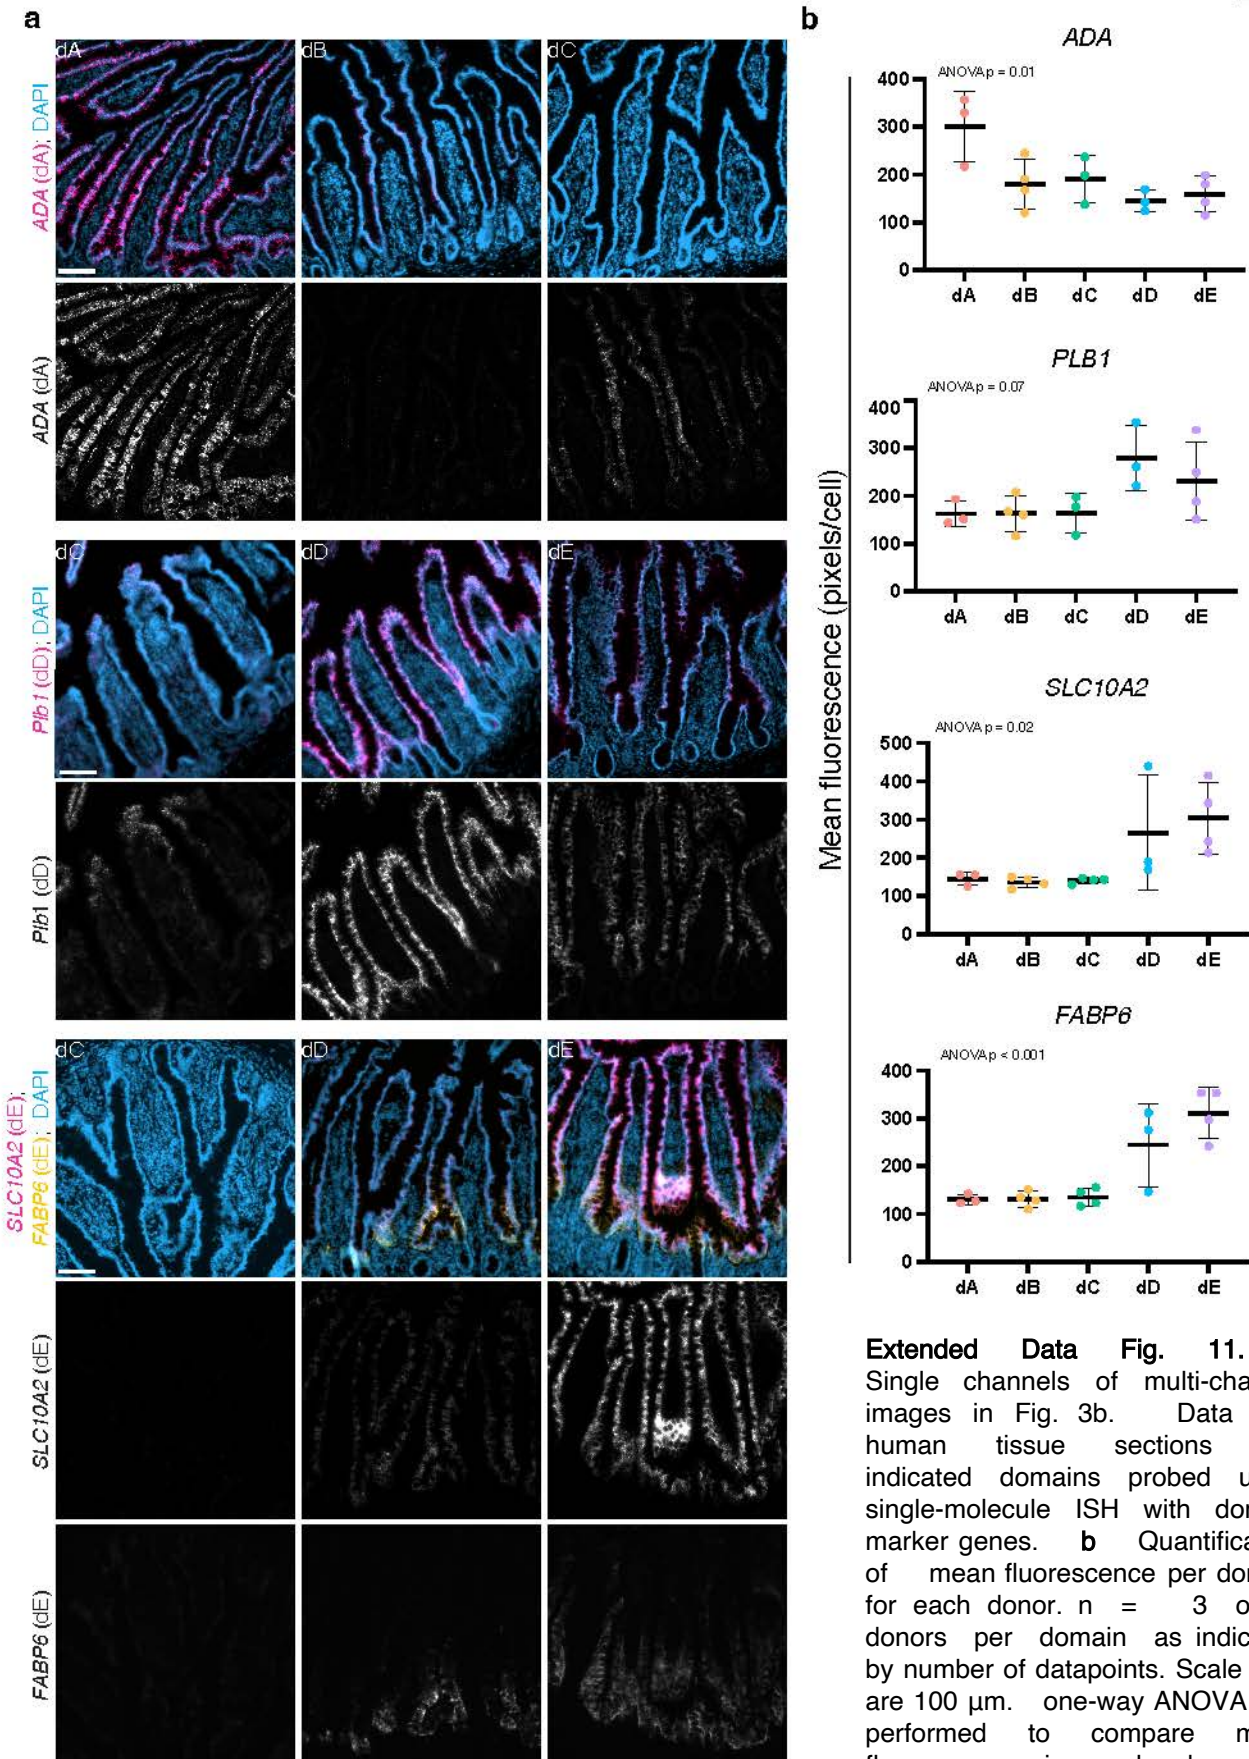 a
dA
dB
dC
ADA (dA); DAPI
ADA (dA)
dC
dD
dE
Plb1 (dD); DAPI
Plb1 (dD)
dC
dD
dE
SLC10A2 (dE);
FABP6 (dE); DAPI
SLC10A2 (dE)
FABP6 (dE)
b
Mean fluorescence (pixels/cell)
ADA
ANOVA p = 0.01
400
300
200
100
0
dA dB dC dD dE
PLB1
ANOVA p = 0.07
400
300
200
100
0
dA dB dC dD dE
SLC10A2
ANOVA p = 0.02
500
400
300
200
100
0
dA dB dC dD dE
FABP6
ANOVA p < 0.001
400
300
200
100
0
dA dB dC dD dE
Extended Data Fig. 11.
Single channels of multi-cha
images in Fig. 3b. Data
human tissue sections
indicated domains probed u
single-molecule ISH with don
marker genes. b Quantifica
of mean fluorescence per don
for each donor. n = 3 o
donors per domain as indic
by number of datapoints. Scale
are 100 µm. one-way ANOVA
performed to compare m